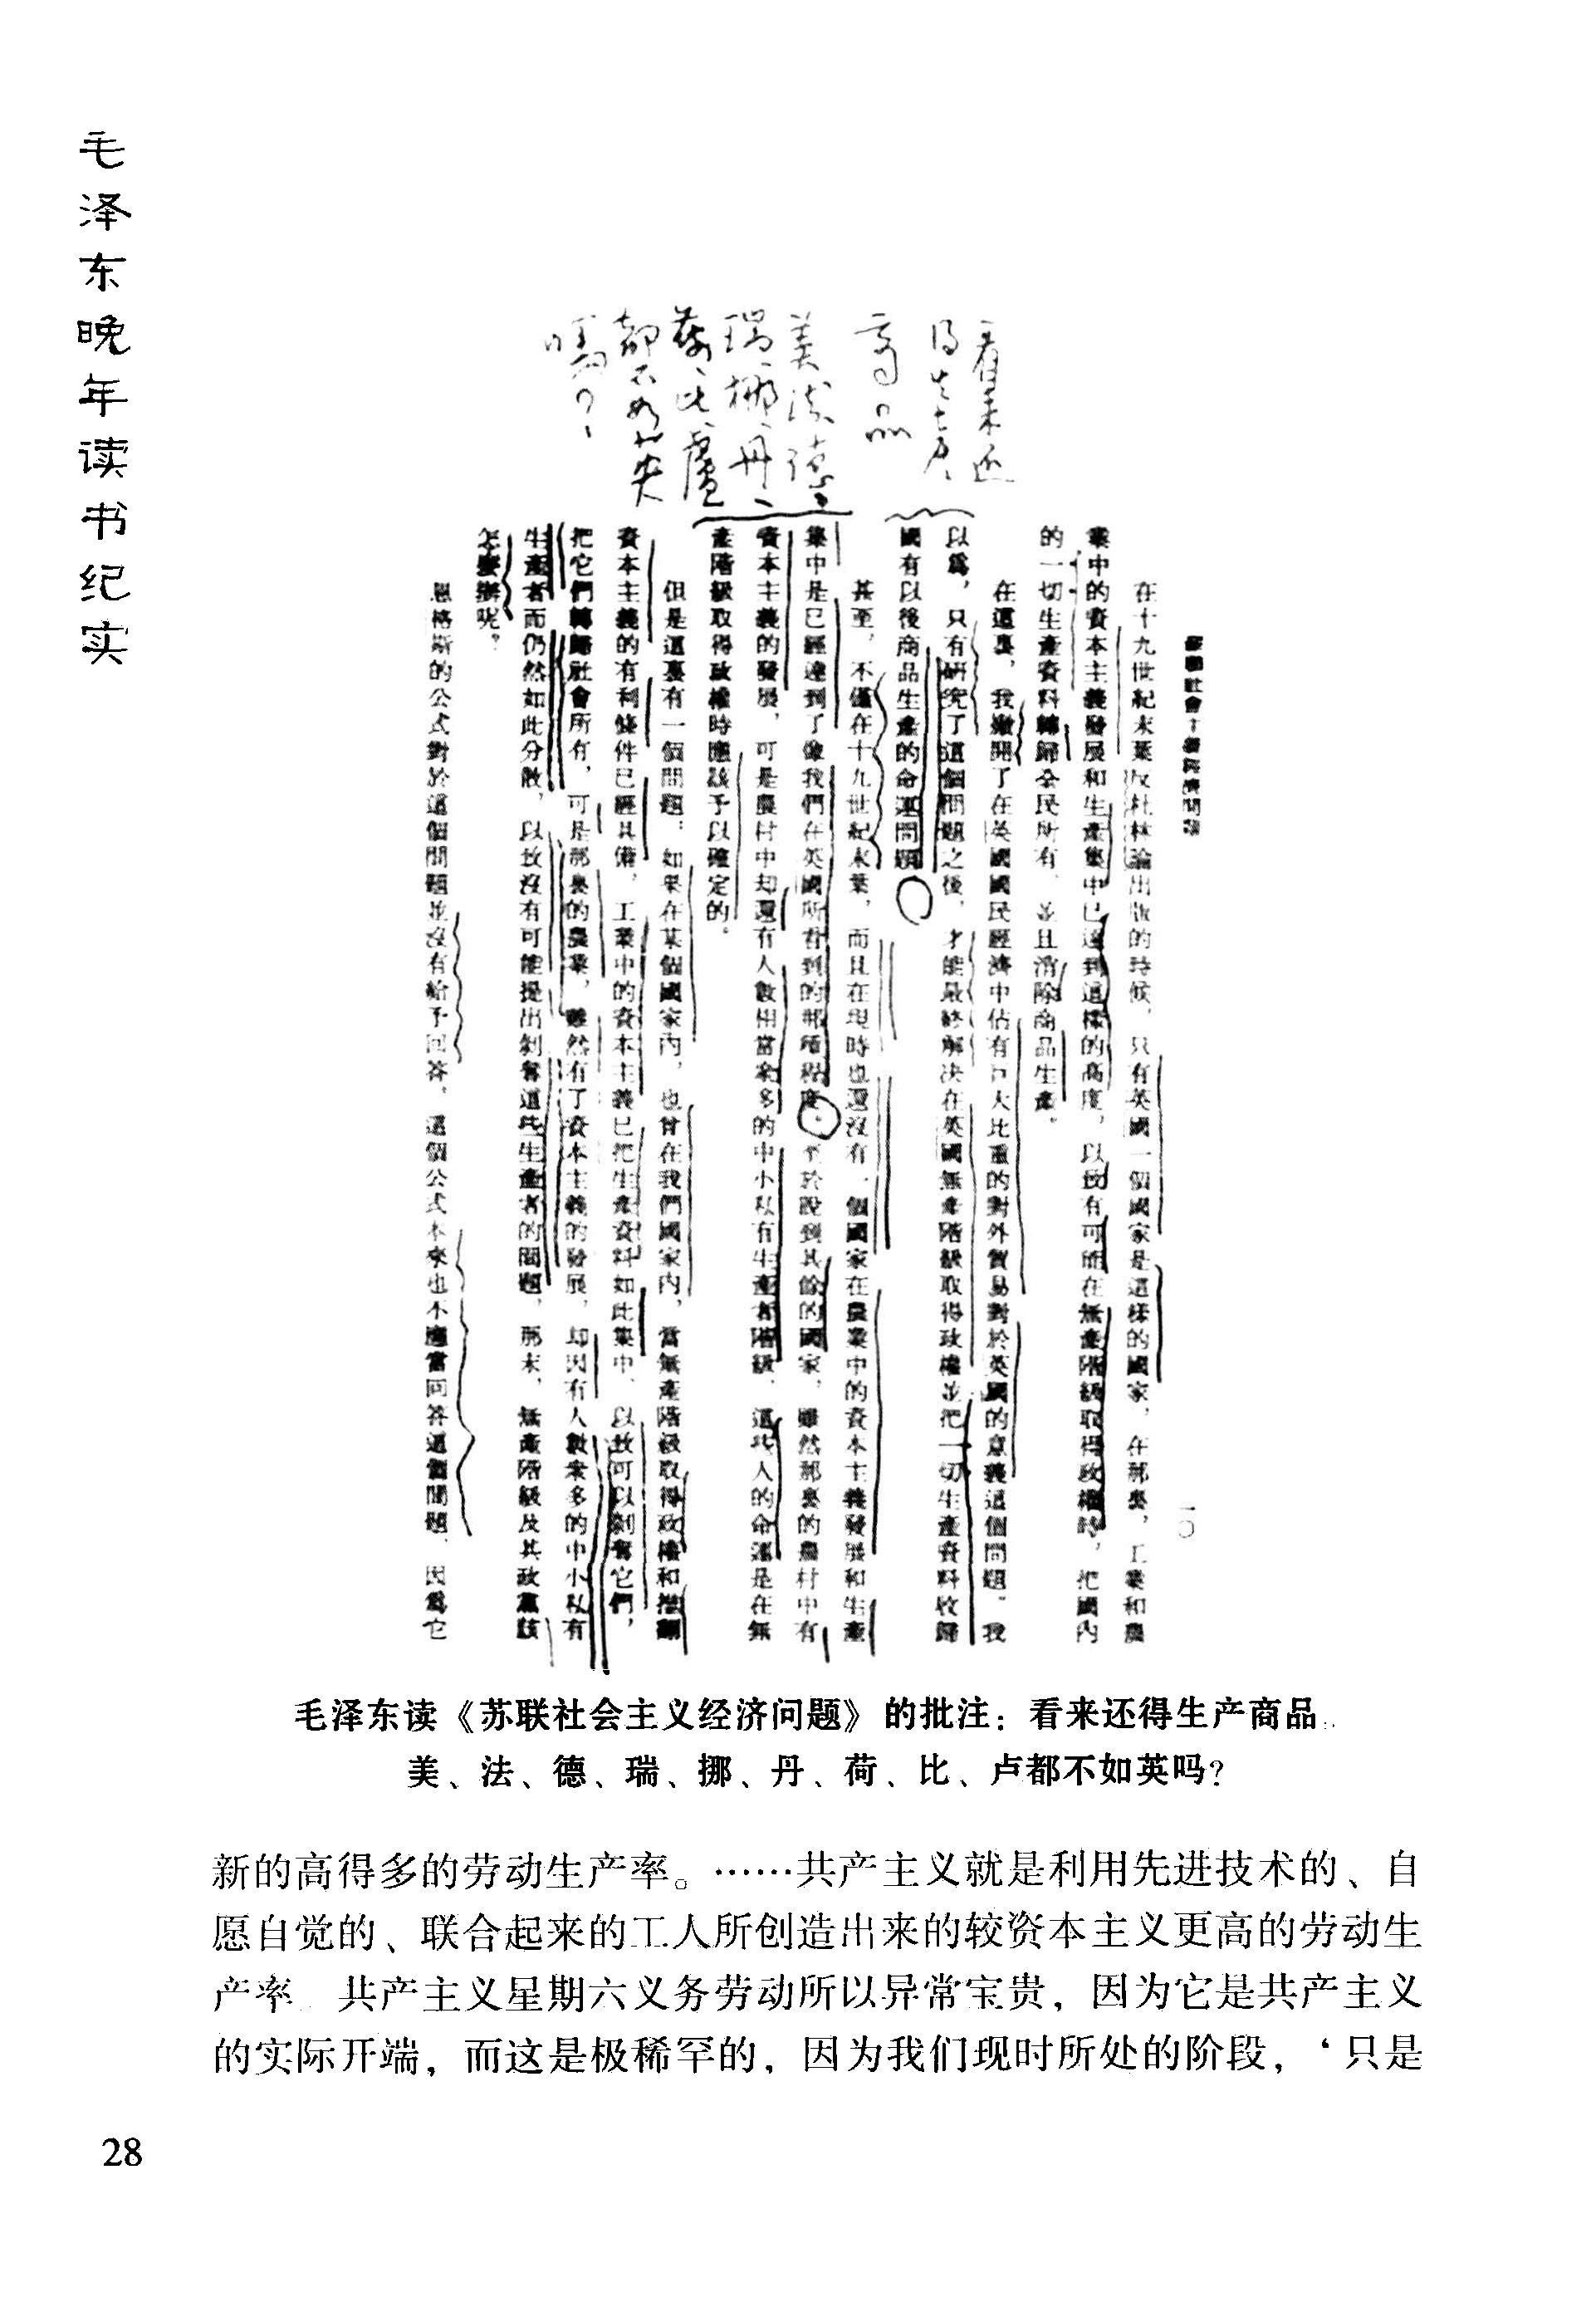 毛泽东晚年读书纪实
看来还
得生产
商品
美、法、德、
瑞、挪、丹、
荷、比、卢
都不如英
吗？
苏联社会主义经济問題
一〇
在十九世紀末葉反杜林論出版的時候，只有英國一個國家是這樣的國家，在那裏，工業和農
業中的資本主義發展和生產集中已達到這樣的高度，以致有可能在無產階級取得政權時，把國內
的一切生產資料轉歸全民所有，並且消除商品生產。
在這裏，我撇開了在英國國民經濟中佔有巨大比重的對外貿易對於英國的意義這個問題。我
以爲，只有研究了這個問題之後，才能最終解決在英國無產階級取得政權並把一切生產資料收歸
國有以後商品生產的命運問題。
甚至，不僅在十九世紀末葉，而且在現時也還沒有一個國家在農業中的資本主義發展和生產
集中是已經達到了像我們在英國所看到的那種程度。至於說到其餘的國家，雖然那裏的農村中有
資本主義的發展，可是農村中却還有人數相當衆多的中小私有生產者階級，這些人的命運是在無
產階級取得政權時應該予以確定的。
但是這裏有一個問題：如果在某個國家內，也曾在我們國家內，當無產階級取得政權和推翻
資本主義的有利條件已經具備，工業中的資本主義已把生產資料如此集中，以致可以剝奪它們，
把它們轉歸社會所有，可是那裏的農業，雖然有了資本主義的發展，却因有人數衆多的中小私有
生產者而仍然如此分散，以致沒有可能提出剝奪這些生產者的問題，那末，無產階級及其政黨該
怎麼辦呢？
恩格斯的公式對於這個問題並沒有給予回答。這個公式本來也不應當回答這個問題，因爲它
毛泽东读《苏联社会主义经济问题》的批注：看来还得生产商品
美、法、德、瑞、挪、丹、荷、比、卢都不如英吗？
新的高得多的劳动生产率。……共产主义就是利用先进技术的、自
愿自觉的、联合起来的工人所创造出来的较资本主义更高的劳动生
产率 共产主义星期六义务劳动所以异常宝贵，因为它是共产主义
的实际开端，而这是极稀罕的，因为我们现时所处的阶段，‘只是
28